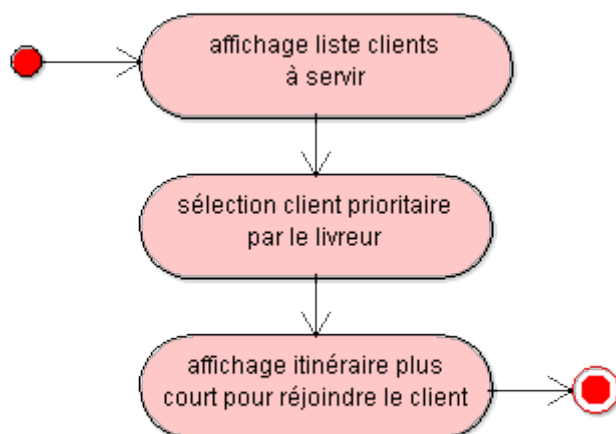 affichage liste clients
à servir
sélection client prioritaire
par le livreur
affichage itinéraire plus
court pour réjoindre le client